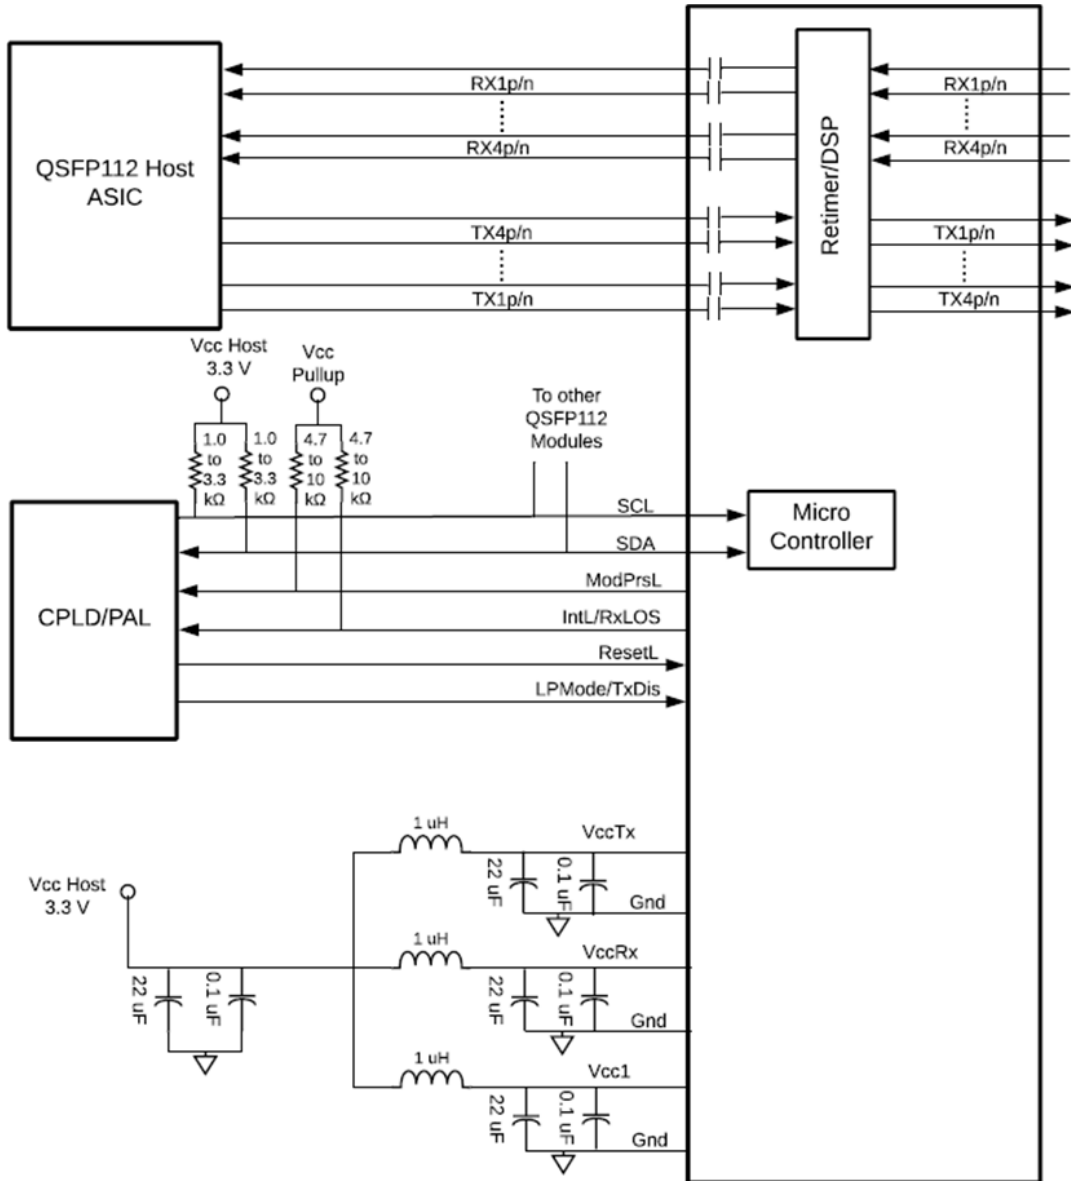 QSFP112 Host
ASIC
RX1p/n
RX4p/n
TX4p/n
TX1p/n
Retimer/DSP
RX1p/n
RX4p/n
TX1p/n
TX4p/n
Vcc Host
3.3 V
Vcc
Pullup
1.0
to
3.3
kΩ
1.0
to
3.3
kΩ
4.7
to
10
kΩ
4.7
to
10
kΩ
To other
QSFP112
Modules
CPLD/PAL
SCL
SDA
ModPrsL
IntL/RxLOS
ResetL
LPMode/TxDis
Micro
Controller
Vcc Host
3.3 V
22 uF
0.1 uF
1 uH
22 uF
0.1 uF
VccTx
Gnd
1 uH
22 uF
0.1 uF
VccRx
Gnd
1 uH
22 uF
0.1 uF
Vcc1
Gnd